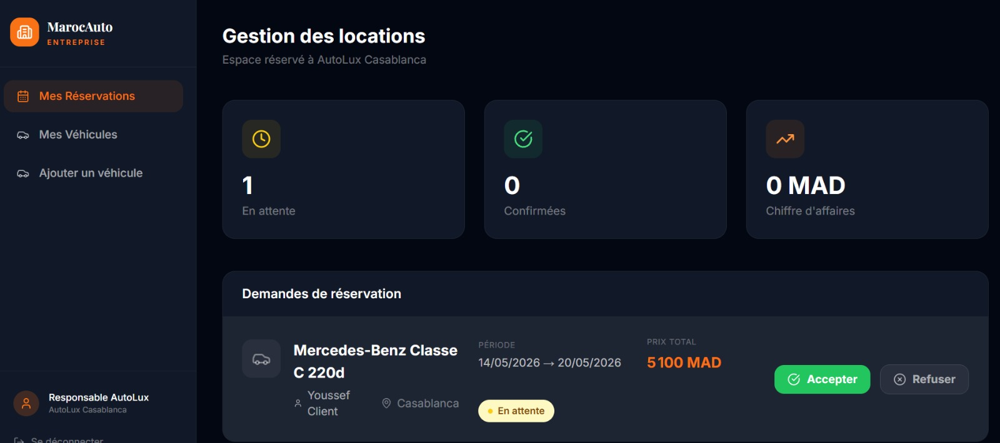 MarocAuto
ENTREPRISE
Mes Réservations
Mes Véhicules
Ajouter un véhicule
Responsable AutoLux
AutoLux Casablanca
Se déconnecter
Gestion des locations
Espace réservé à AutoLux Casablanca
1
En attente
0
Confirmées
0 MAD
Chiffre d'affaires
Demandes de réservation
Mercedes-Benz Classe
C 220d
Youssef
Client
Casablanca
PÉRIODE
14/05/2026 → 20/05/2026
En attente
PRIX TOTAL
5 100 MAD
Accepter
Refuser